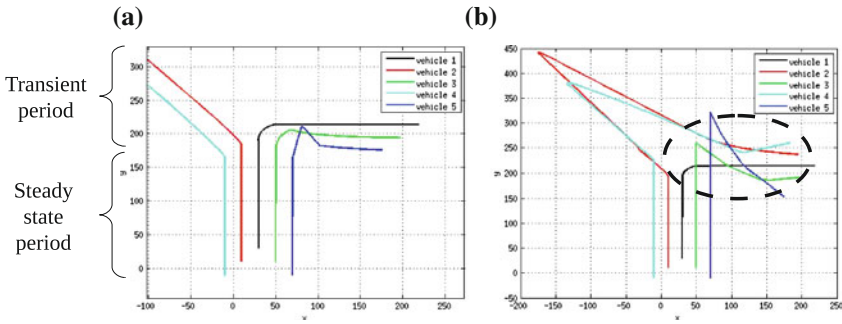 (a)
(b)
Transient
period
Steady
state
period
300
250
200
150
100
50
0
y
-100
-50
0
50
100
150
200
250
x
vehicle 1
vehicle 2
vehicle 3
vehicle 4
vehicle 5
450
400
350
300
250
200
150
100
50
0
-50
y
-200
-150
-100
-50
0
50
100
150
200
250
x
vehicle 1
vehicle 2
vehicle 3
vehicle 4
vehicle 5